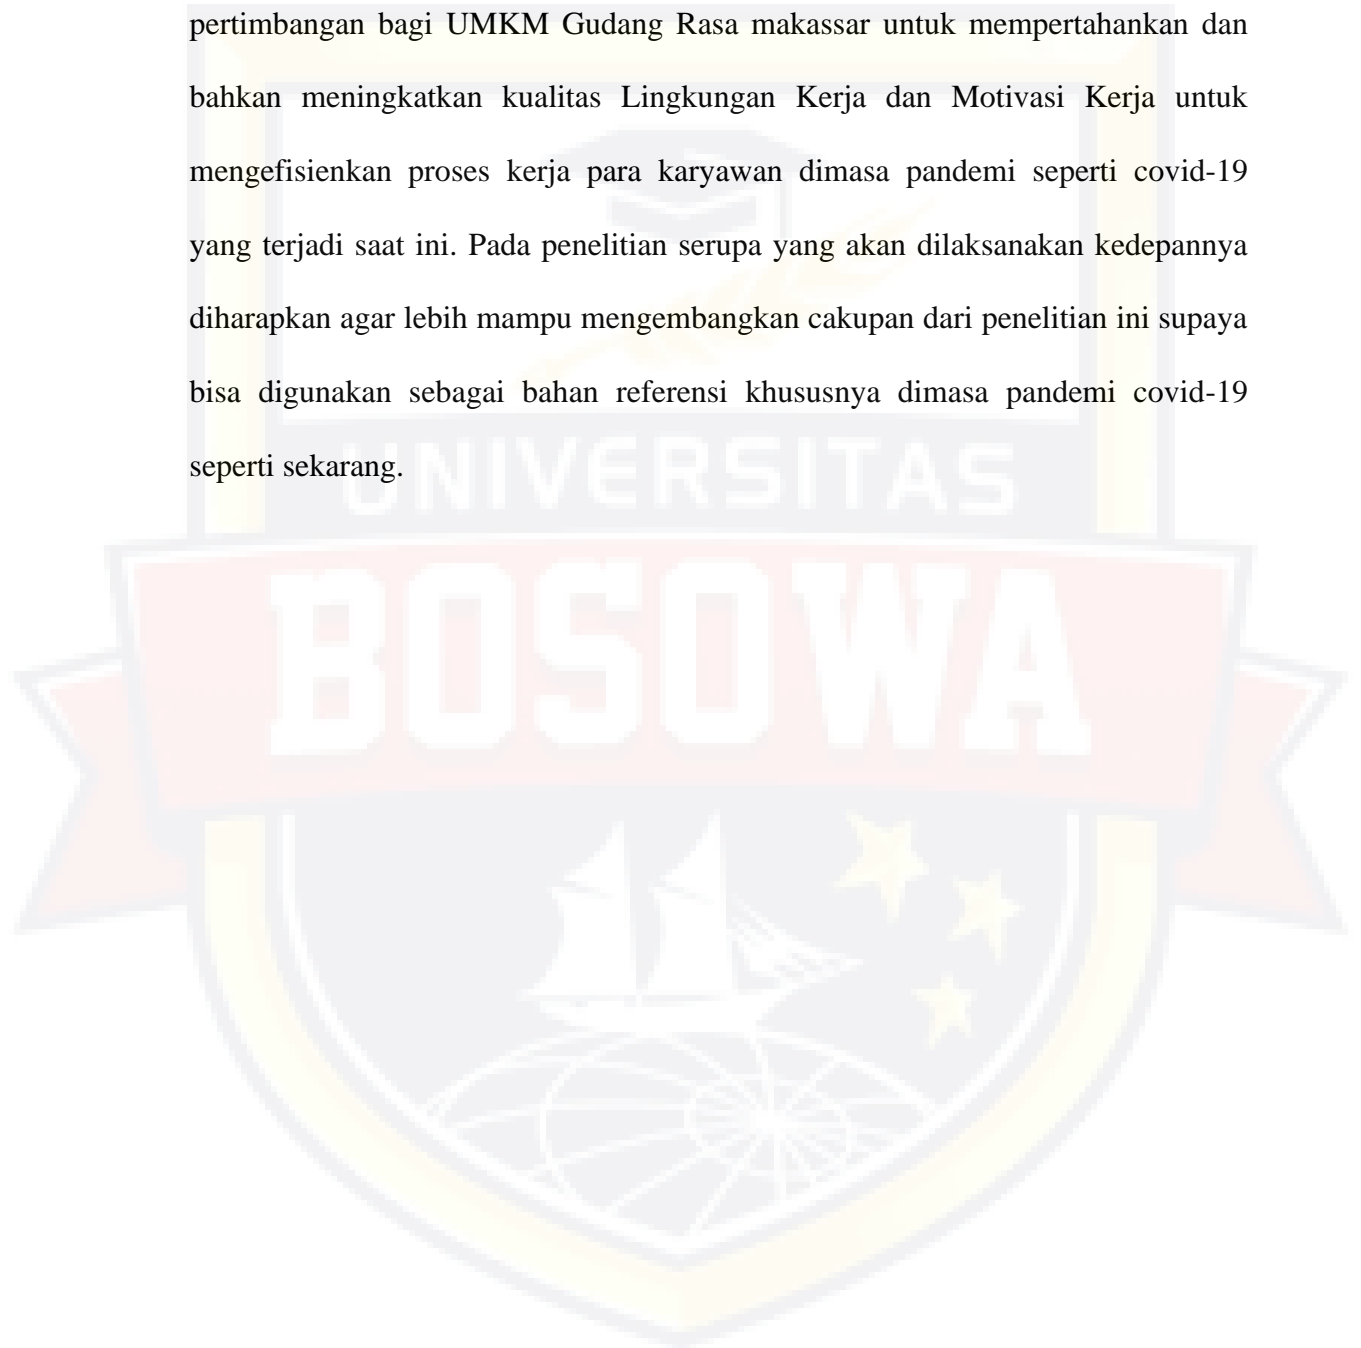 pertimbangan bagi UMKM Gudang Rasa makassar untuk mempertahankan dan
bahkan meningkatkan kualitas Lingkungan Kerja dan Motivasi Kerja untuk
mengefisienkan proses kerja para karyawan dimasa pandemi seperti covid-19
yang terjadi saat ini. Pada penelitian serupa yang akan dilaksanakan kedepannya
diharapkan agar lebih mampu mengembangkan cakupan dari penelitian ini supaya
bisa digunakan sebagai bahan referensi khususnya dimasa pandemi covid-19
seperti sekarang.
UNIVERSITAS
BOSOWA